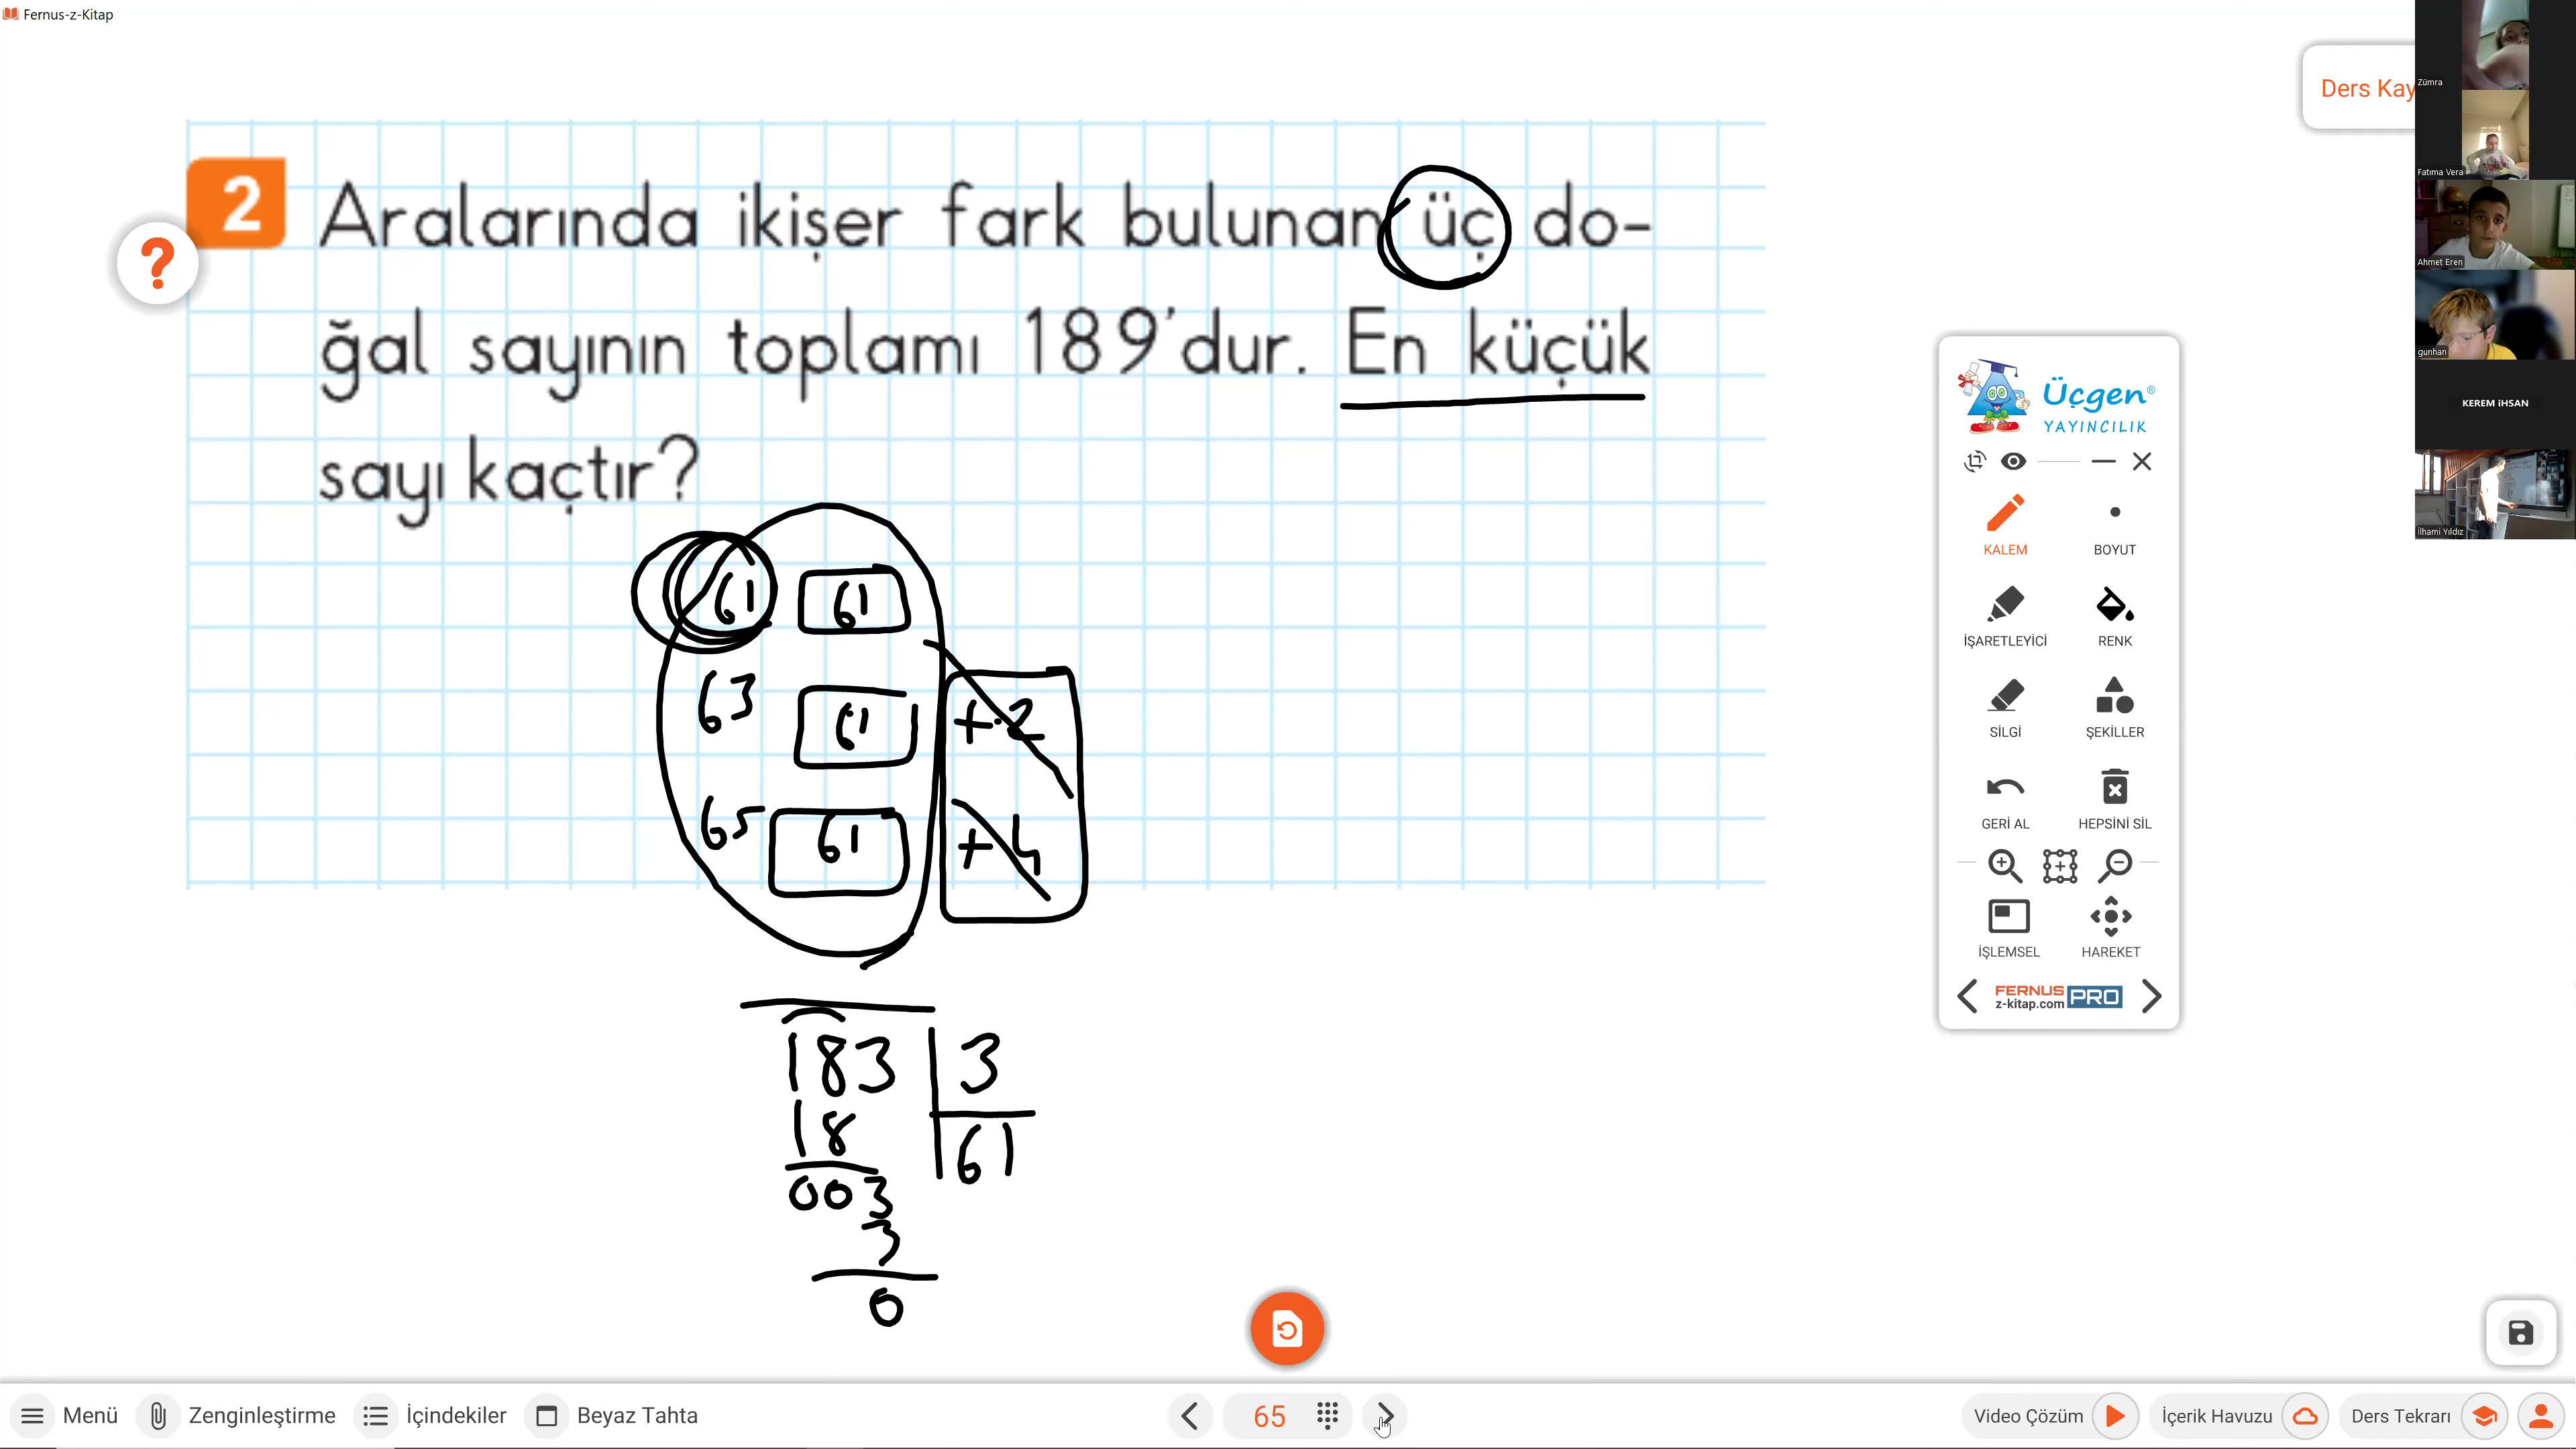 Fernus-z-Kitap
Ders Kay
Zümra
Fatıma Vera
Ahmet Eren
gunhan
KEREM iHSAN
İlhami Yıldız
2
Aralarında ikişer fark bulunan üç do-
ğal sayının toplamı 189'dur. En küçük
sayı kaçtır?
?
61 61
63 61 +2
65 61 +4
183 3
18 61
003
3
0
Üçgen®
YAYINCILIK
KALEM BOYUT
İŞARETLEYİCİ RENK
SİLGİ ŞEKİLLER
GERİ AL HEPSİNİ SİL
İŞLEMSEL HAREKET
FERNUS
z-kitap.com PRO
Menü Zenginleştirme İçindekiler Beyaz Tahta 65 Video Çözüm İçerik Havuzu Ders Tekrarı